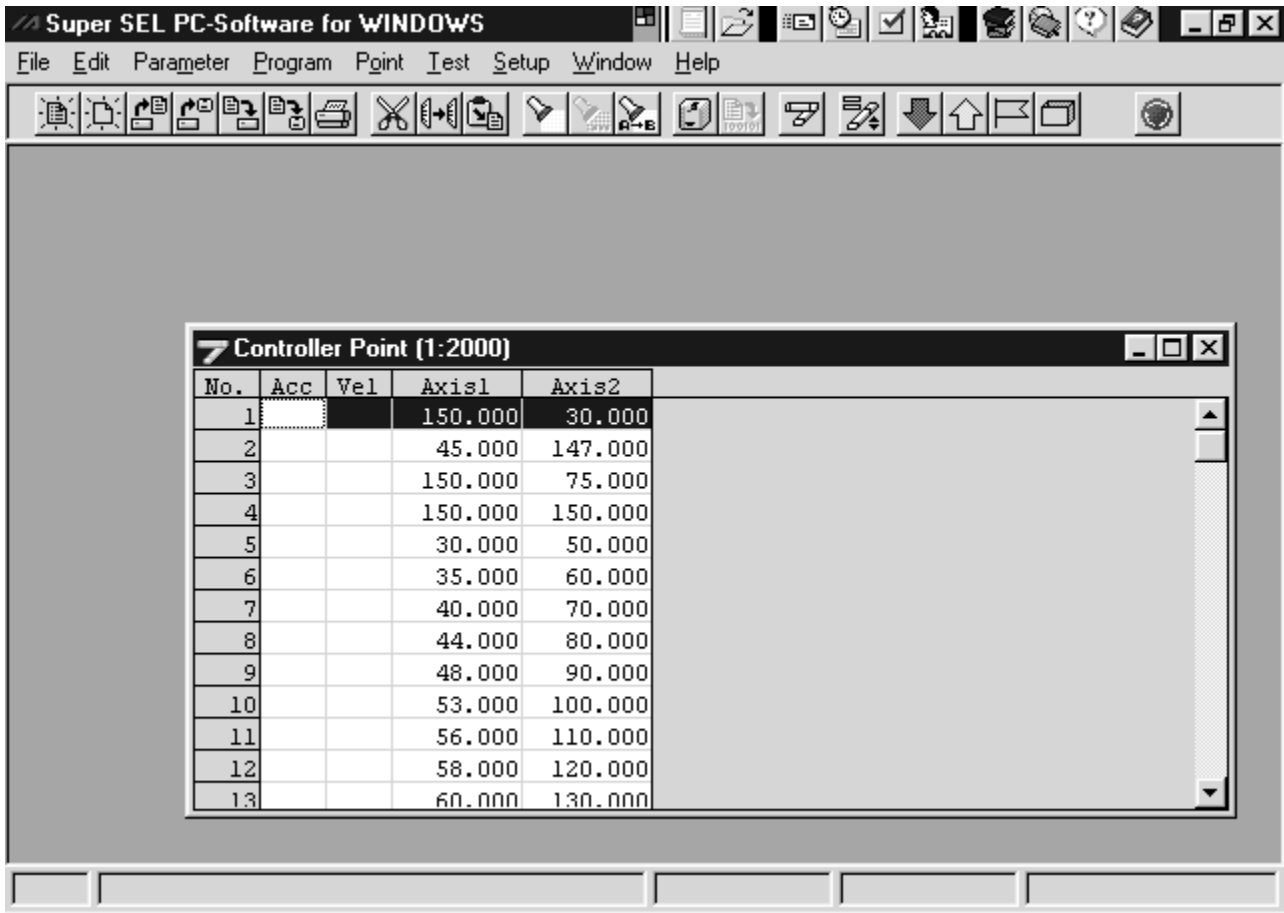 Super SEL PC-Software for WINDOWS
File Edit Parameter Program Point Test Setup Window Help
A B
Controller Point (1:2000)
No. Acc Vel Axis1 Axis2
1 150.000 30.000
2 45.000 147.000
3 150.000 75.000
4 150.000 150.000
5 30.000 50.000
6 35.000 60.000
7 40.000 70.000
8 44.000 80.000
9 48.000 90.000
10 53.000 100.000
11 56.000 110.000
12 58.000 120.000
13 60.000 130.000